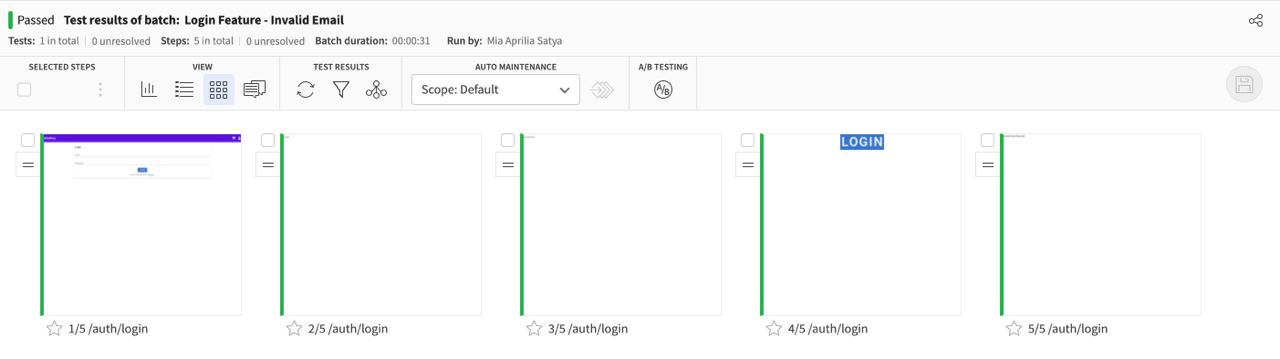 Passed Test results of batch: Login Feature - Invalid Email
Tests: 1 in total | 0 unresolved Steps: 5 in total | 0 unresolved Batch duration: 00:00:31 Run by: Mia Aprilia Satya
SELECTED STEPS VIEW TEST RESULTS AUTO MAINTENANCE A/B TESTING
Scope: Default A/B
LOGIN
1/5 /auth/login 2/5 /auth/login 3/5 /auth/login 4/5 /auth/login 5/5 /auth/login